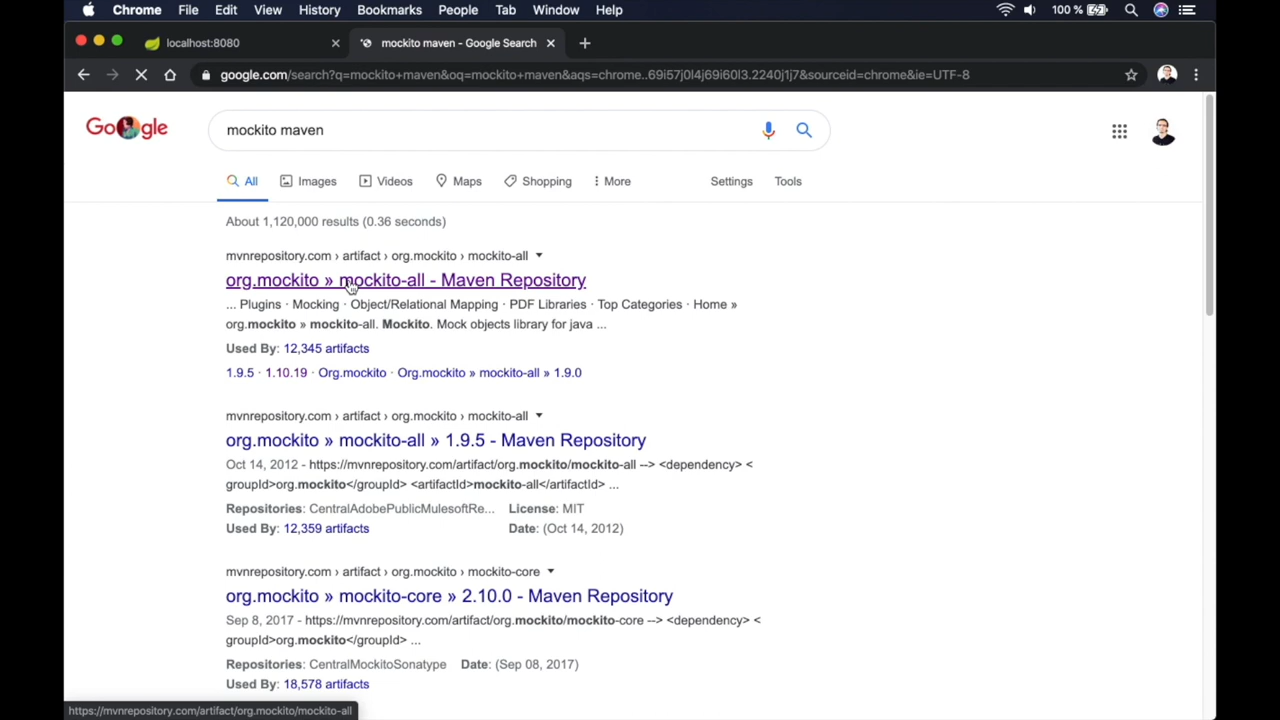 Chrome File Edit View History Bookmarks People Tab Window Help 100 %
localhost:8080 mockito maven - Google Search
google.com/search?q=mockito+maven&oq=mockito+maven&aqs=chrome..69i57j0l4j69i60l3.2240j1j7&sourceid=chrome&ie=UTF-8
Google mockito maven
All Images Videos Maps Shopping More Settings Tools
About 1,120,000 results (0.36 seconds)
mvnrepository.com › artifact › org.mockito › mockito-all
org.mockito » mockito-all - Maven Repository
... Plugins · Mocking · Object/Relational Mapping · PDF Libraries · Top Categories · Home »
org.mockito » mockito-all. Mockito. Mock objects library for java ...
Used By: 12,345 artifacts
1.9.5 · 1.10.19 · Org.mockito · Org.mockito » mockito-all » 1.9.0
mvnrepository.com › artifact › org.mockito › mockito-all
org.mockito » mockito-all » 1.9.5 - Maven Repository
Oct 14, 2012 - https://mvnrepository.com/artifact/org.mockito/mockito-all --> <dependency> <
groupId>org.mockito</groupId> <artifactId>mockito-all</artifactId> ...
Repositories: CentralAdobePublicMulesoftRe... License: MIT
Used By: 12,359 artifacts Date: (Oct 14, 2012)
mvnrepository.com › artifact › org.mockito › mockito-core
org.mockito » mockito-core » 2.10.0 - Maven Repository
Sep 8, 2017 - https://mvnrepository.com/artifact/org.mockito/mockito-core --> <dependency> <
groupId>org.mockito</groupId> ...
Repositories: CentralMockitoSonatype Date: (Sep 08, 2017)
Used By: 18,578 artifacts
https://mvnrepository.com/artifact/org.mockito/mockito-all